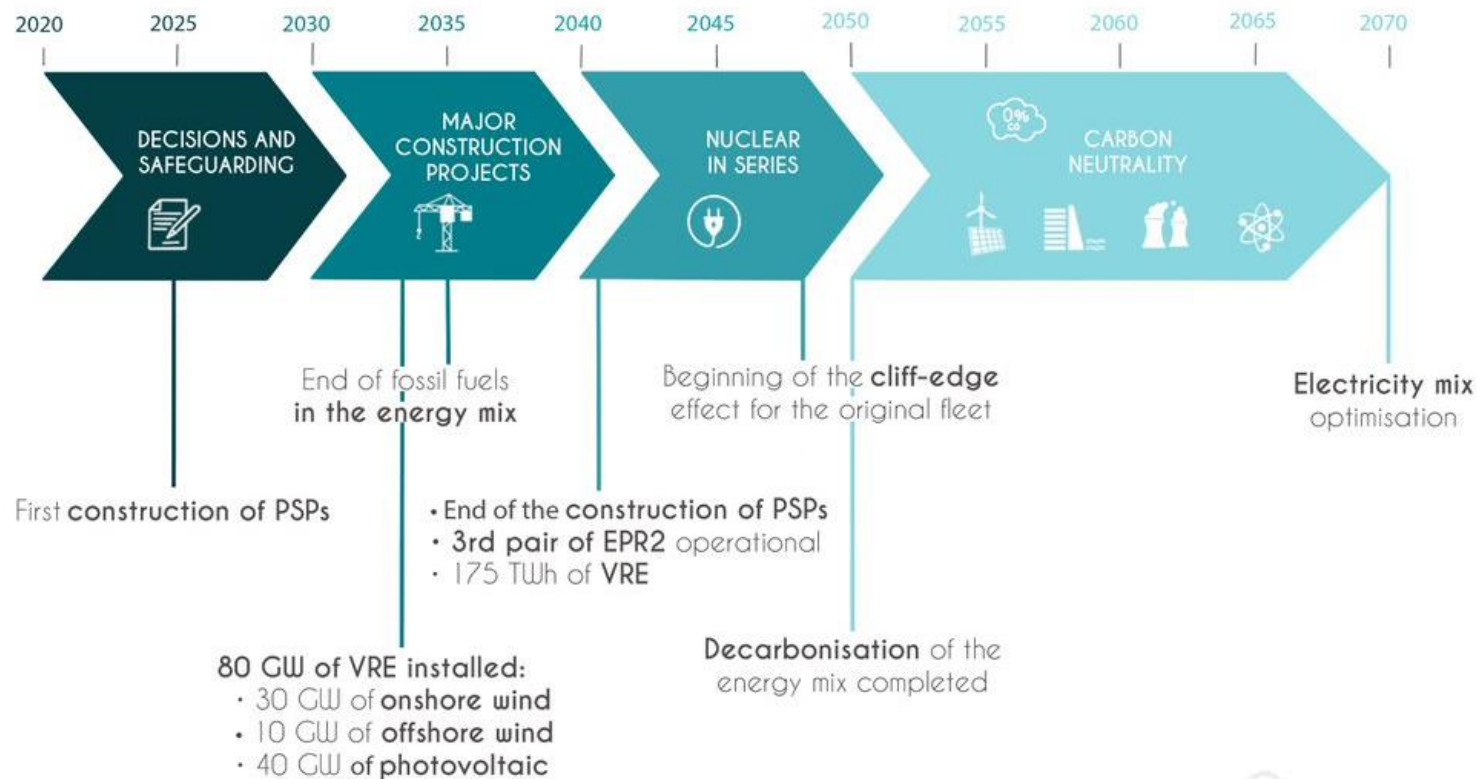 2020 2025 2030 2035 2040 2045 2050 2055 2060 2065 2070
DECISIONS AND
SAFEGUARDING
MAJOR
CONSTRUCTION
PROJECTS
NUCLEAR
IN SERIES
0%
CO
CARBON
NEUTRALITY
End of fossil fuels
in the energy mix
Beginning of the cliff-edge
effect for the original fleet
Electricity mix
optimisation
First construction of PSPs
• End of the construction of PSPs
• 3rd pair of EPR2 operational
• 175 TWh of VRE
80 GW of VRE installed:
• 30 GW of onshore wind
• 10 GW of offshore wind
• 40 GW of photovoltaic
Decarbonisation of the
energy mix completed